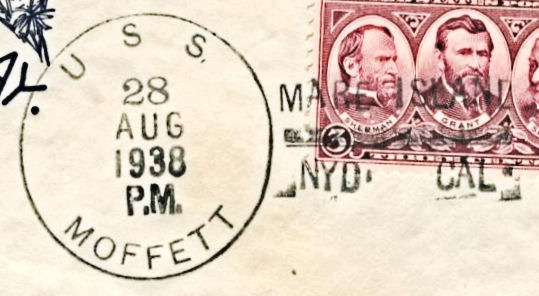 U S S.
28
AUG
1938
P.M.
MOFFETT
MARE ISLAND
NYD. CAL.
SHERMAN
GRANT
3